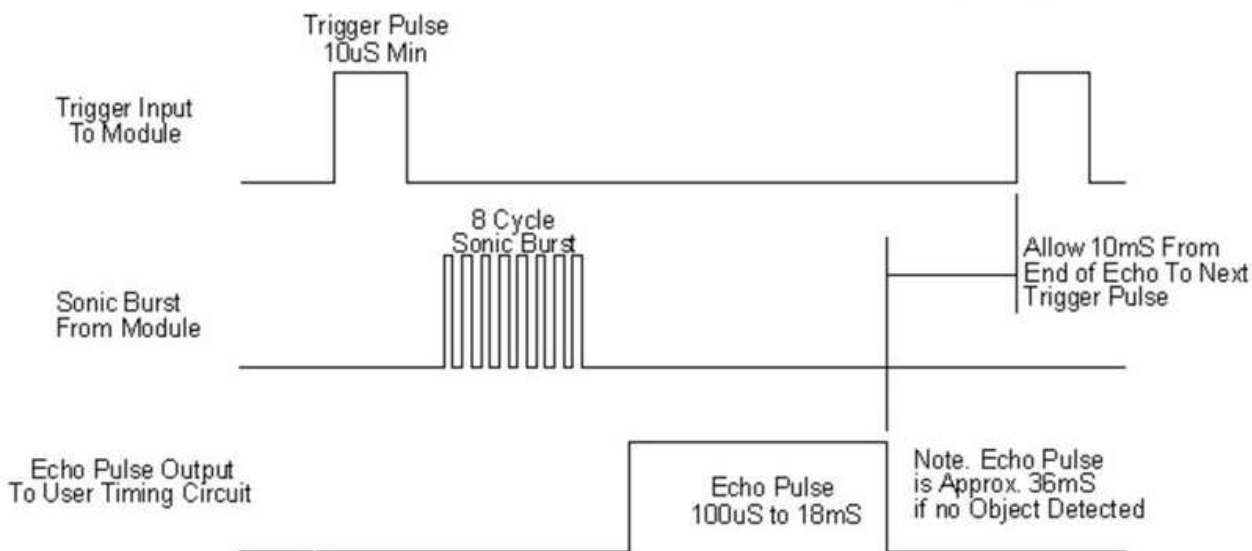 Trigger Pulse
10uS Min
Trigger Input
To Module
8 Cycle
Sonic Burst
Allow 10mS From
End of Echo To Next
Trigger Pulse
Sonic Burst
From Module
Echo Pulse Output
To User Timing Circuit
Echo Pulse
100uS to 18mS
Note. Echo Pulse
is Approx. 36mS
if no Object Detected